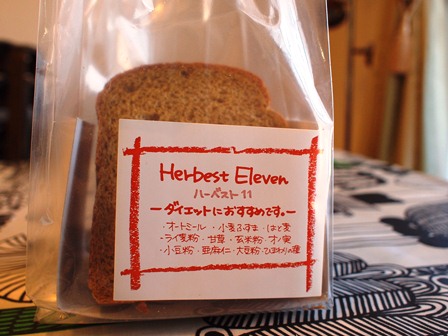 Herbest Eleven
ハーベスト11
ーダイエットにおすすめです。ー
・オートミール・小麦ふすま・はと麦
・ライ麦粉・甘草・玄米粉・オノ実
・小豆粉・亜麻仁・大豆粉・ひまわりの種